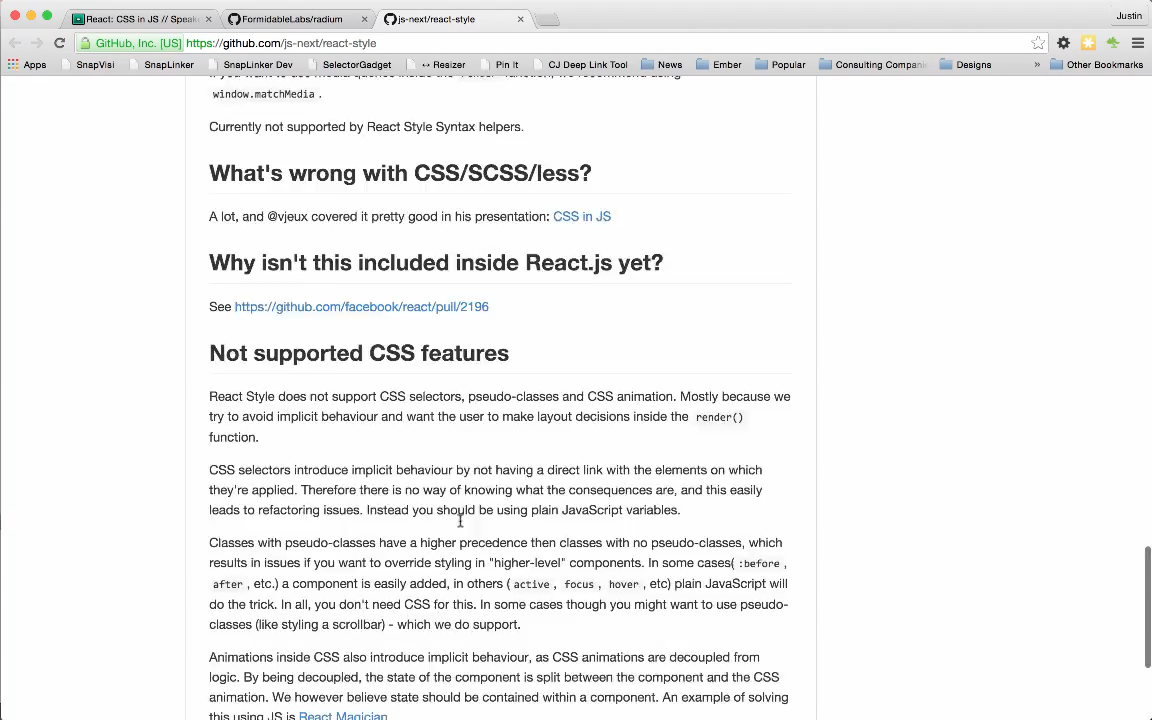 React: CSS in JS // Speak
FormidableLabs/radium
js-next/react-style
Justin
GitHub, Inc. [US] https://github.com/js-next/react-style
Apps SnapVisi SnapLinker SnapLinker Dev SelectorGadget ↔ Resizer Pin It CJ Deep Link Tool News Ember Popular Consulting Compani Designs » Other Bookmarks
window.matchMedia .
Currently not supported by React Style Syntax helpers.
What's wrong with CSS/SCSS/less?
A lot, and @vjeux covered it pretty good in his presentation: CSS in JS
Why isn't this included inside React.js yet?
See https://github.com/facebook/react/pull/2196
Not supported CSS features
React Style does not support CSS selectors, pseudo-classes and CSS animation. Mostly because we
try to avoid implicit behaviour and want the user to make layout decisions inside the render()
function.
CSS selectors introduce implicit behaviour by not having a direct link with the elements on which
they're applied. Therefore there is no way of knowing what the consequences are, and this easily
leads to refactoring issues. Instead you should be using plain JavaScript variables.
Classes with pseudo-classes have a higher precedence then classes with no pseudo-classes, which
results in issues if you want to override styling in "higher-level" components. In some cases( :before ,
after , etc.) a component is easily added, in others ( active , focus , hover , etc) plain JavaScript will
do the trick. In all, you don't need CSS for this. In some cases though you might want to use pseudo-
classes (like styling a scrollbar) - which we do support.
Animations inside CSS also introduce implicit behaviour, as CSS animations are decoupled from
logic. By being decoupled, the state of the component is split between the component and the CSS
animation. We however believe state should be contained within a component. An example of solving
this using JS is React Magician